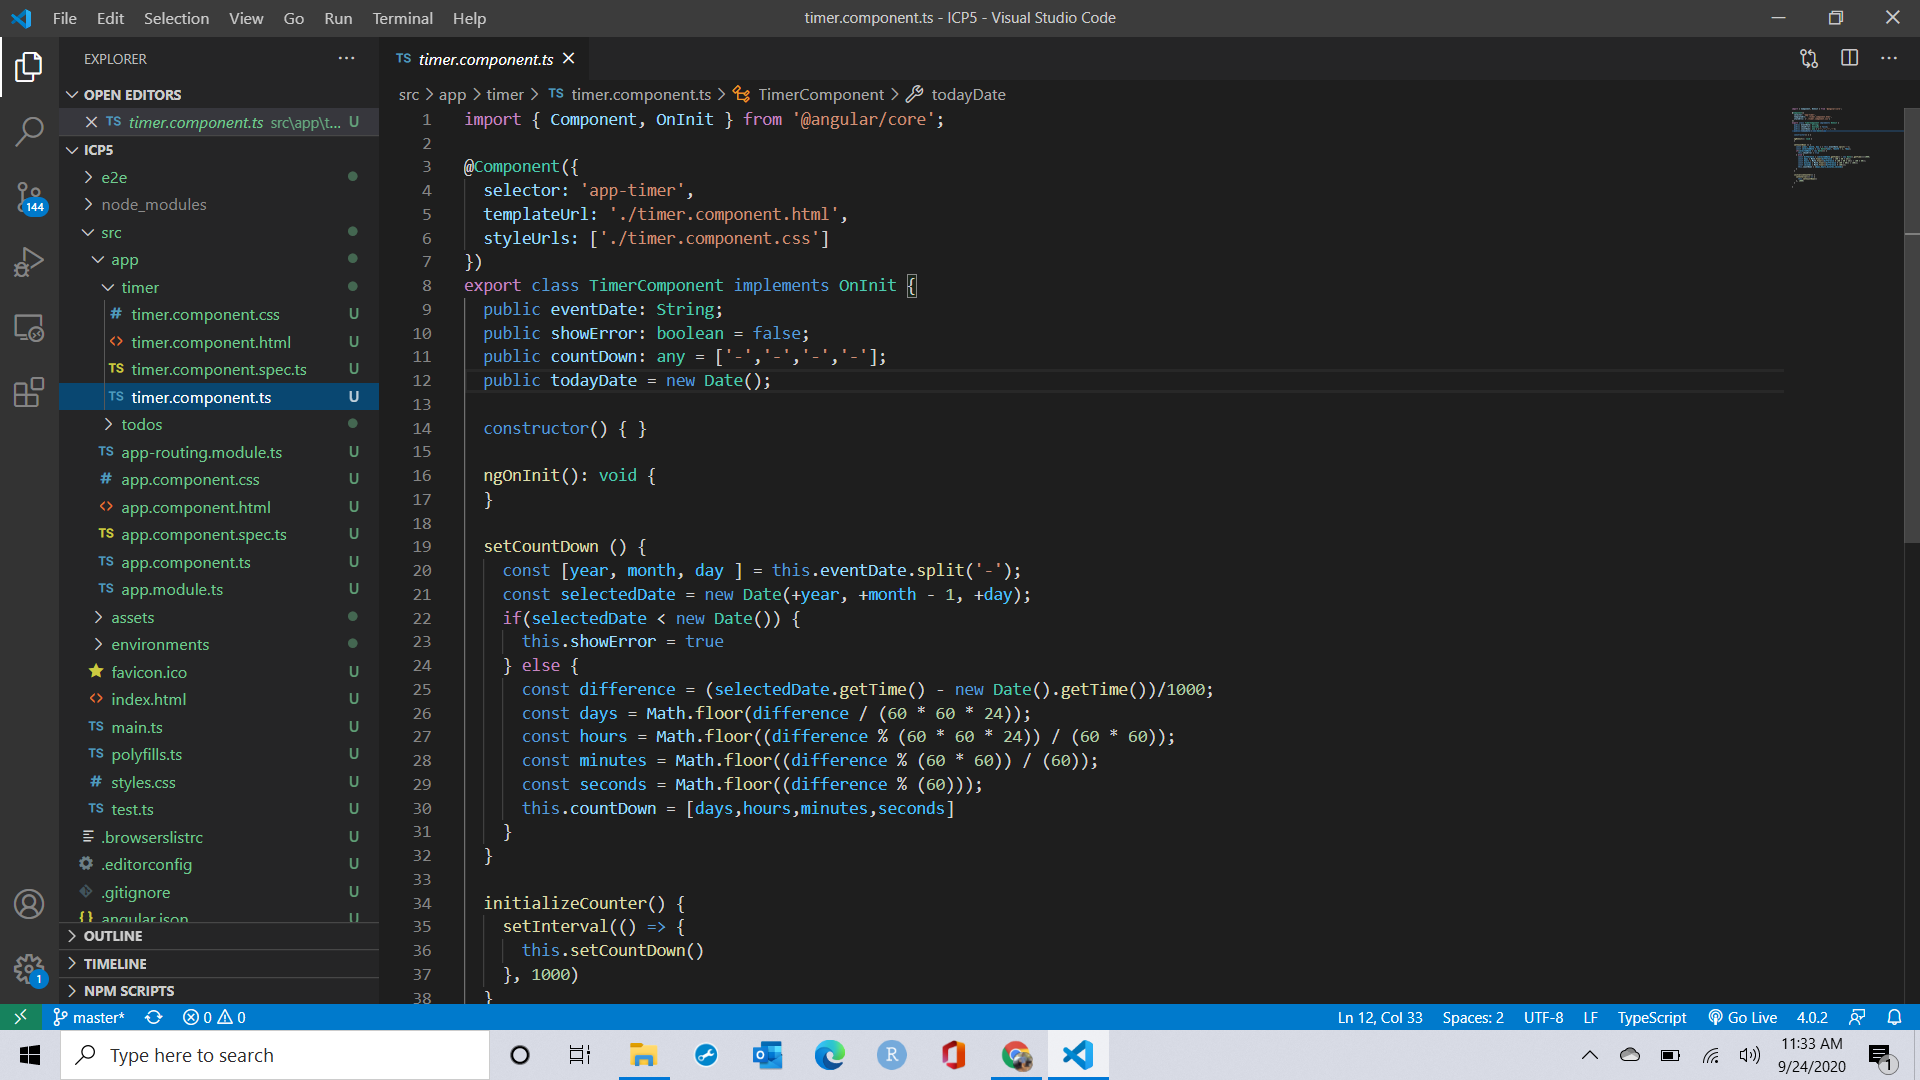 File Edit Selection View Go Run Terminal Help
timer.component.ts - ICP5 - Visual Studio Code
EXPLORER
TS timer.component.ts
OPEN EDITORS
TS timer.component.ts src\app\t... U
ICP5
e2e
node_modules
src
app
timer
# timer.component.css U
<> timer.component.html U
TS timer.component.spec.ts U
TS timer.component.ts U
todos
TS app-routing.module.ts U
# app.component.css U
<> app.component.html U
TS app.component.spec.ts U
TS app.component.ts U
TS app.module.ts U
assets
environments
favicon.ico U
<> index.html U
TS main.ts U
TS polyfills.ts U
# styles.css U
TS test.ts U
.browserslistrc U
.editorconfig U
.gitignore U
{} angular.json U
OUTLINE
TIMELINE
NPM SCRIPTS
144
1
src > app > timer > TS timer.component.ts > TimerComponent > todayDate
1 import { Component, OnInit } from '@angular/core';
2
3 @Component({
4 selector: 'app-timer',
5 templateUrl: './timer.component.html',
6 styleUrls: ['./timer.component.css']
7 })
8 export class TimerComponent implements OnInit {
9 public eventDate: String;
10 public showError: boolean = false;
11 public countDown: any = ['-','-','-','-'];
12 public todayDate = new Date();
13
14 constructor() { }
15
16 ngOnInit(): void {
17 }
18
19 setCountDown () {
20 const [year, month, day ] = this.eventDate.split('-');
21 const selectedDate = new Date(+year, +month - 1, +day);
22 if(selectedDate < new Date()) {
23 this.showError = true
24 } else {
25 const difference = (selectedDate.getTime() - new Date().getTime())/1000;
26 const days = Math.floor(difference / (60 * 60 * 24));
27 const hours = Math.floor((difference % (60 * 60 * 24)) / (60 * 60));
28 const minutes = Math.floor((difference % (60 * 60)) / (60));
29 const seconds = Math.floor((difference % (60)));
30 this.countDown = [days,hours,minutes,seconds]
31 }
32 }
33
34 initializeCounter() {
35 setInterval(() => {
36 this.setCountDown()
37 }, 1000)
38 }
master* 0 0
Ln 12, Col 33 Spaces: 2 UTF-8 LF TypeScript Go Live 4.0.2
Type here to search
R
11:33 AM
9/24/2020
1